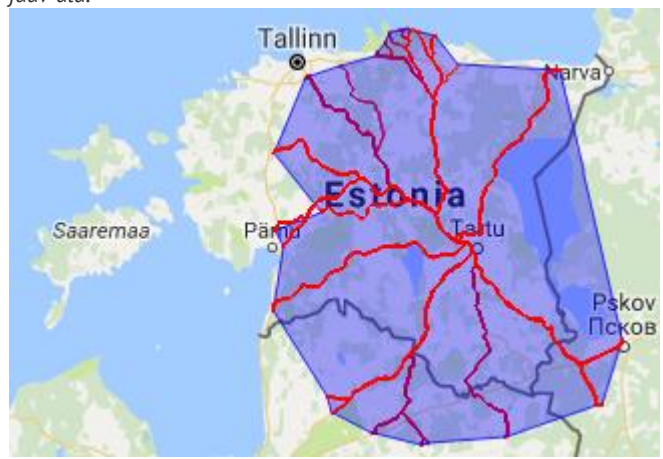 Tallinn
Narva
Estonia
Saaremaa
Pärnu
Tartu
Pskov
Псков